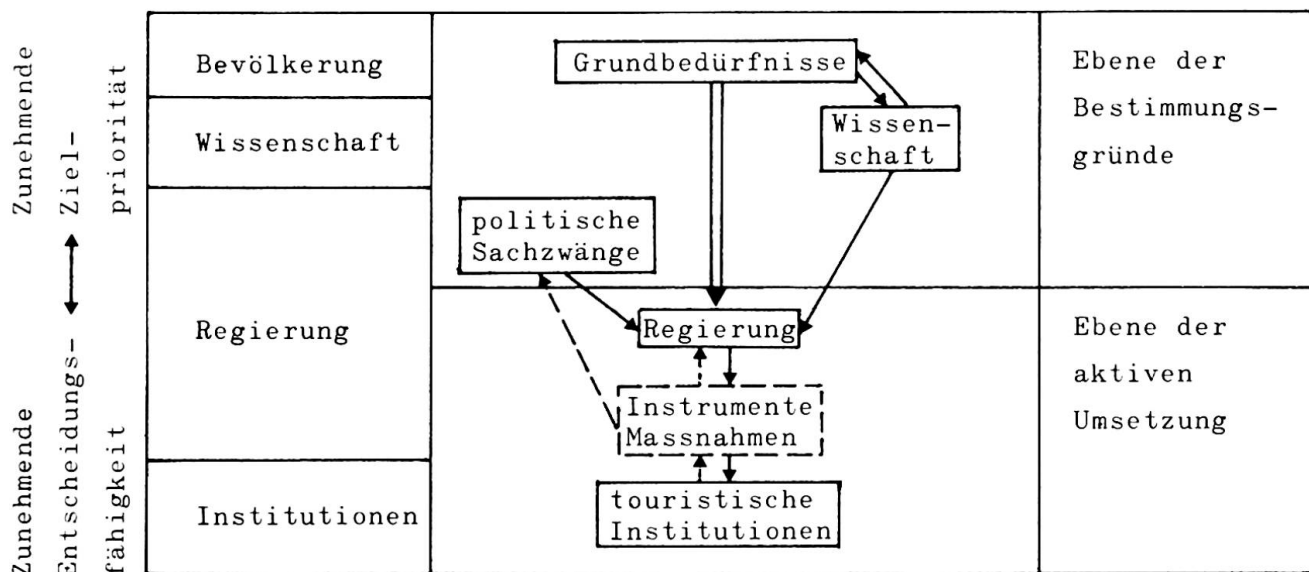 Zunehmende
Ziel-
priorität
Zunehmende
Entscheidungs-
fähigkeit
Bevölkerung
Wissenschaft
Regierung
Institutionen
Grundbedürfnisse
Wissen-
schaft
politische
Sachzwänge
Regierung
Instrumente
Massnahmen
touristische
Institutionen
Ebene der
Bestimmungs-
gründe
Ebene der
aktiven
Umsetzung